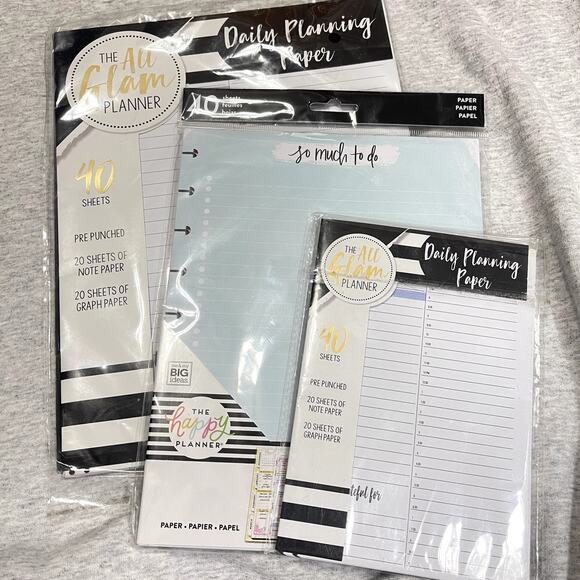 THE All
Glam
PLANNER
Daily Planning
Paper
40
SHEETS
PRE PUNCHED
20 SHEETS OF
NOTE PAPER
20 SHEETS OF
GRAPH PAPER
sheets
feuilles
PAPER
PAPIER
PAPEL
so much to do
me & my
BIG
ideas
THE
happy
PLANNER
PAPER • PAPIER • PAPEL
THE All
Glam
PLANNER
Daily Planning
Paper
40
SHEETS
PRE PUNCHED
20 SHEETS OF
NOTE PAPER
20 SHEETS OF
GRAPH PAPER
for